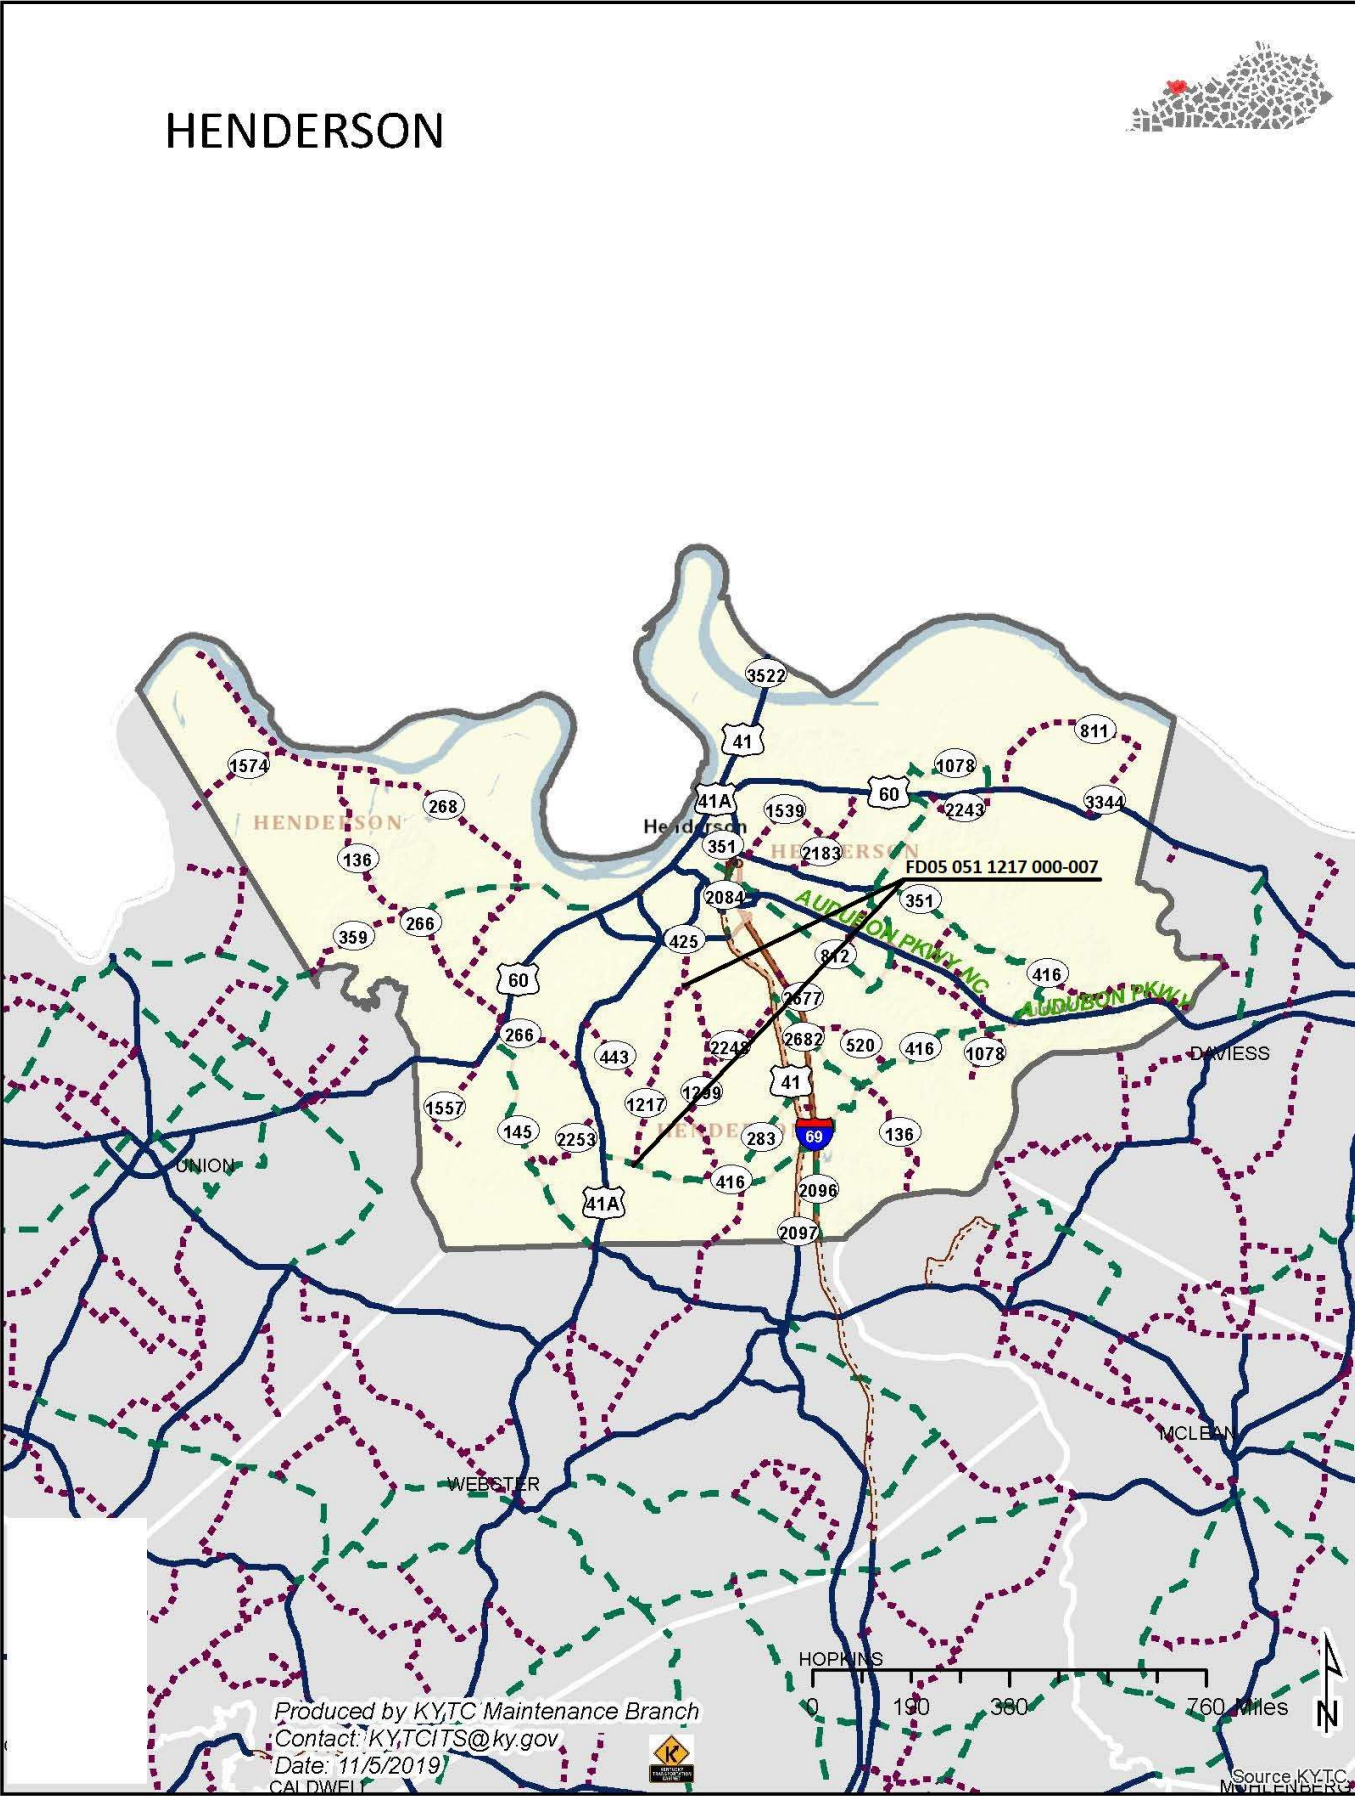 HENDERSON
3522
41
811
1574
1078
60
41A
268
3344
1539
2243
HENDERSON
Henderson
351
2183
HENDERSON
136
FD05 051 1217 000-007
2084
351
AUDUBON PKWY NC
266
359
425
812
416
60
2677
AUDUBON PKWY
266
2682
520
416
443
2248
1078
DAVIESS
41
1299
1217
1557
145
2253
HENDERSON
283
69
136
UNION
416
2096
41A
2097
MCLEAN
WEBSTER
HOPKINS
0 190 380 760 Miles
N
Produced by KYTC Maintenance Branch
Contact: KYTCITS@ky.gov
Date: 11/5/2019
CALDWELL
KENTUCKY
TRANSPORTATION
CABINET
Source KYTC
MUHLENBERG